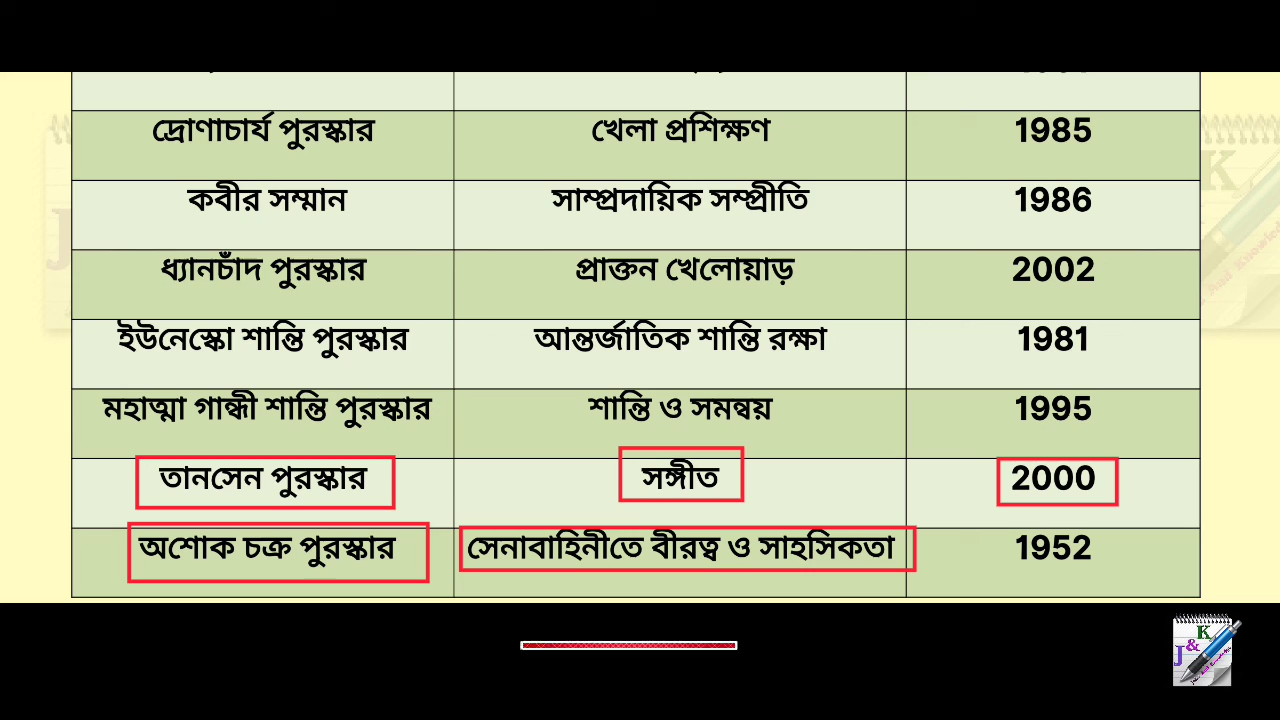 দ্রোণাচার্য পুরস্কার খেলা প্রশিক্ষণ 1985
কবীর সম্মান সাম্প্রদায়িক সম্প্রীতি 1986
ধ্যানচাঁদ পুরস্কার প্রাক্তন খেলোয়াড় 2002
ইউনেস্কো শান্তি পুরস্কার আন্তর্জাতিক শান্তি রক্ষা 1981
মহাত্মা গান্ধী শান্তি পুরস্কার শান্তি ও সমন্বয় 1995
তানসেন পুরস্কার সঙ্গীত 2000
অশোক চক্র পুরস্কার সেনাবাহিনীতে বীরত্ব ও সাহসিকতা 1952
J & K